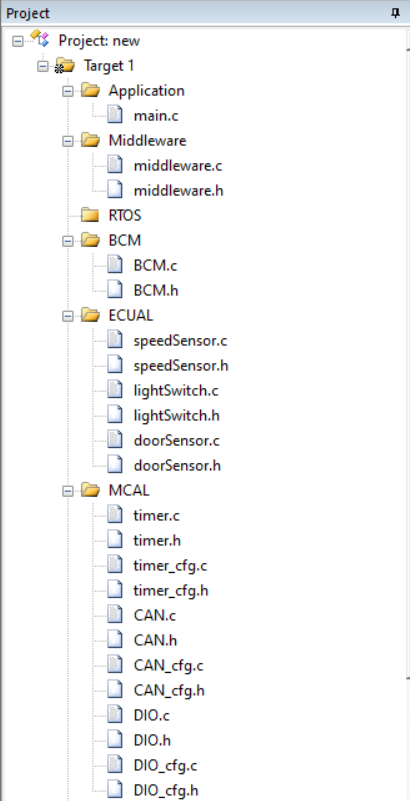 Project
Project: new
Target 1
Application
main.c
Middleware
middleware.c
middleware.h
RTOS
BCM
BCM.c
BCM.h
ECUAL
speedSensor.c
speedSensor.h
lightSwitch.c
lightSwitch.h
doorSensor.c
doorSensor.h
MCAL
timer.c
timer.h
timer_cfg.c
timer_cfg.h
CAN.c
CAN.h
CAN_cfg.c
CAN_cfg.h
DIO.c
DIO.h
DIO_cfg.c
DIO_cfg.h